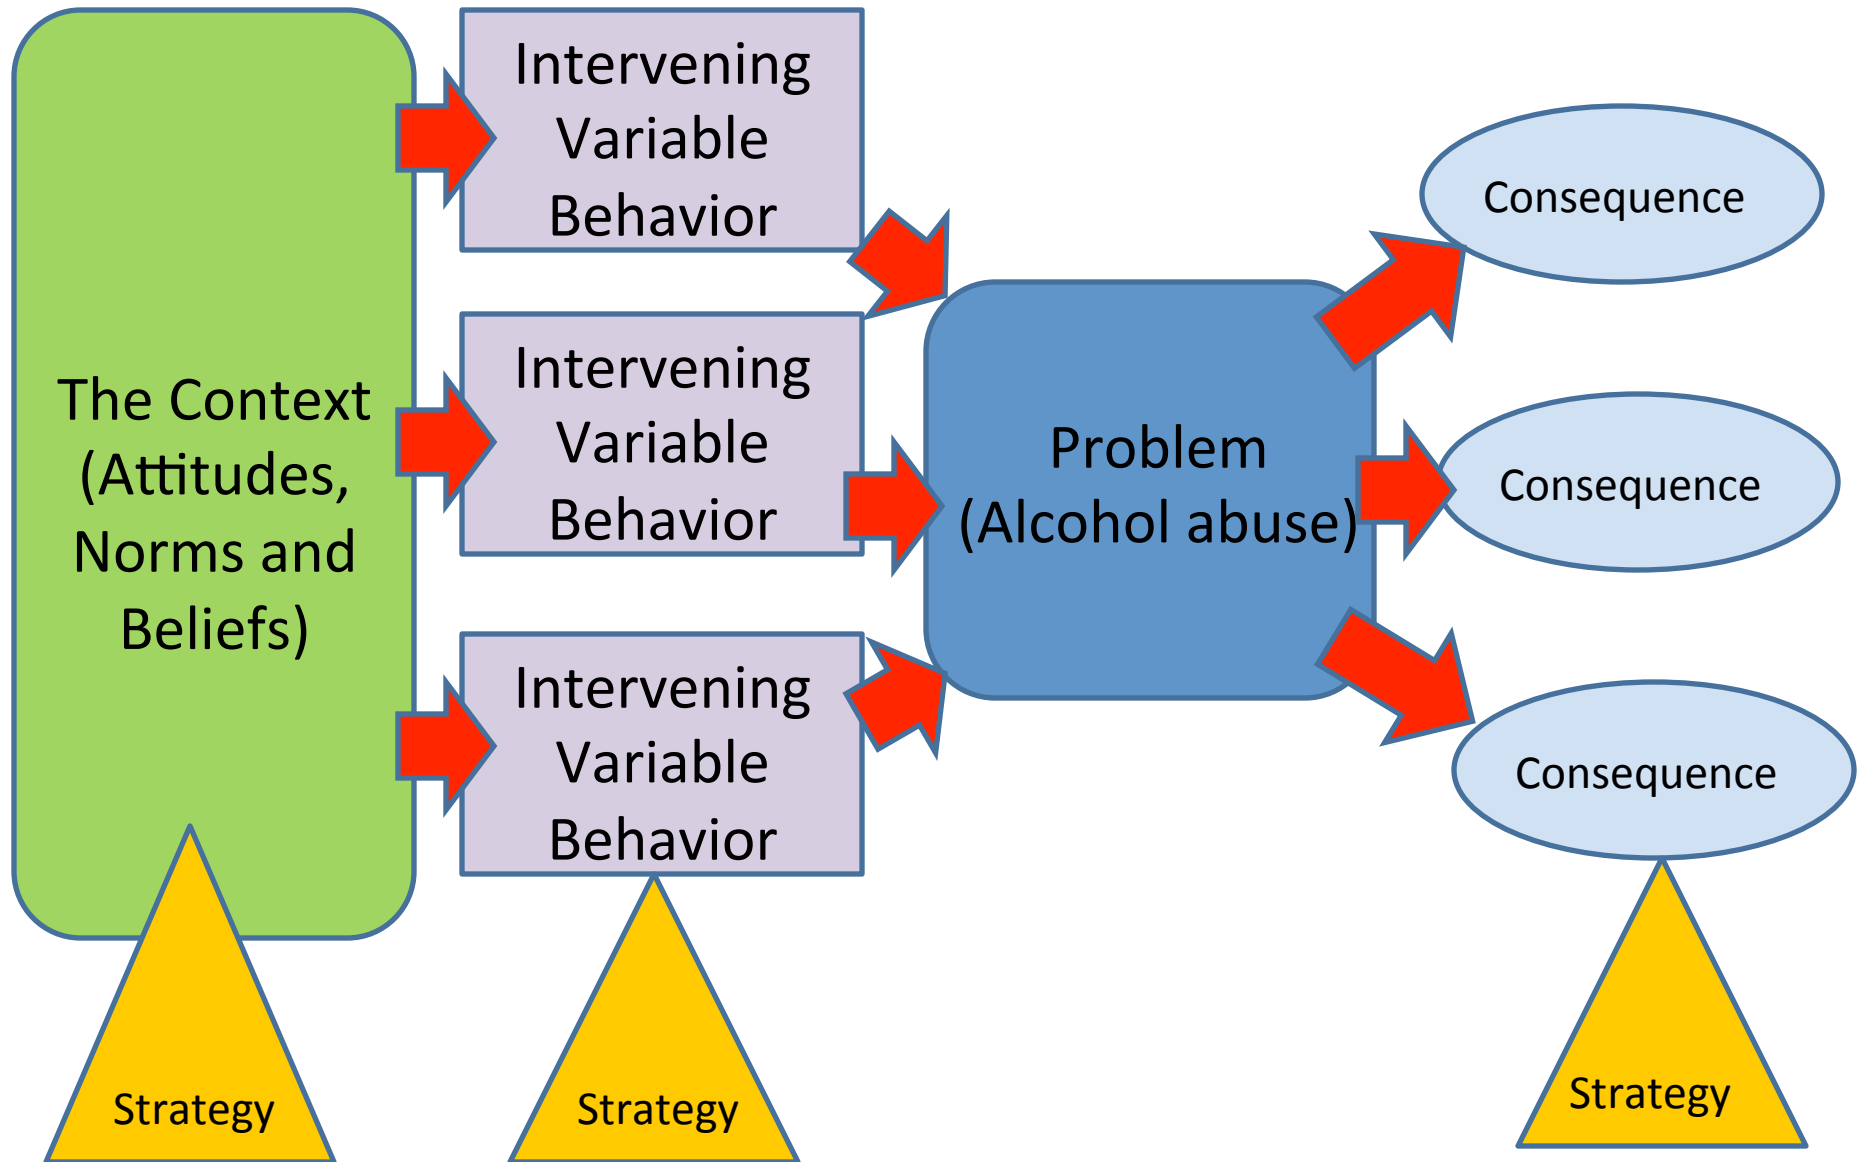 The Context
(Attitudes,
Norms and
Beliefs)
Intervening
Variable
Behavior
Intervening
Variable
Behavior
Intervening
Variable
Behavior
Problem
(Alcohol abuse)
Consequence
Consequence
Consequence
Strategy
Strategy
Strategy